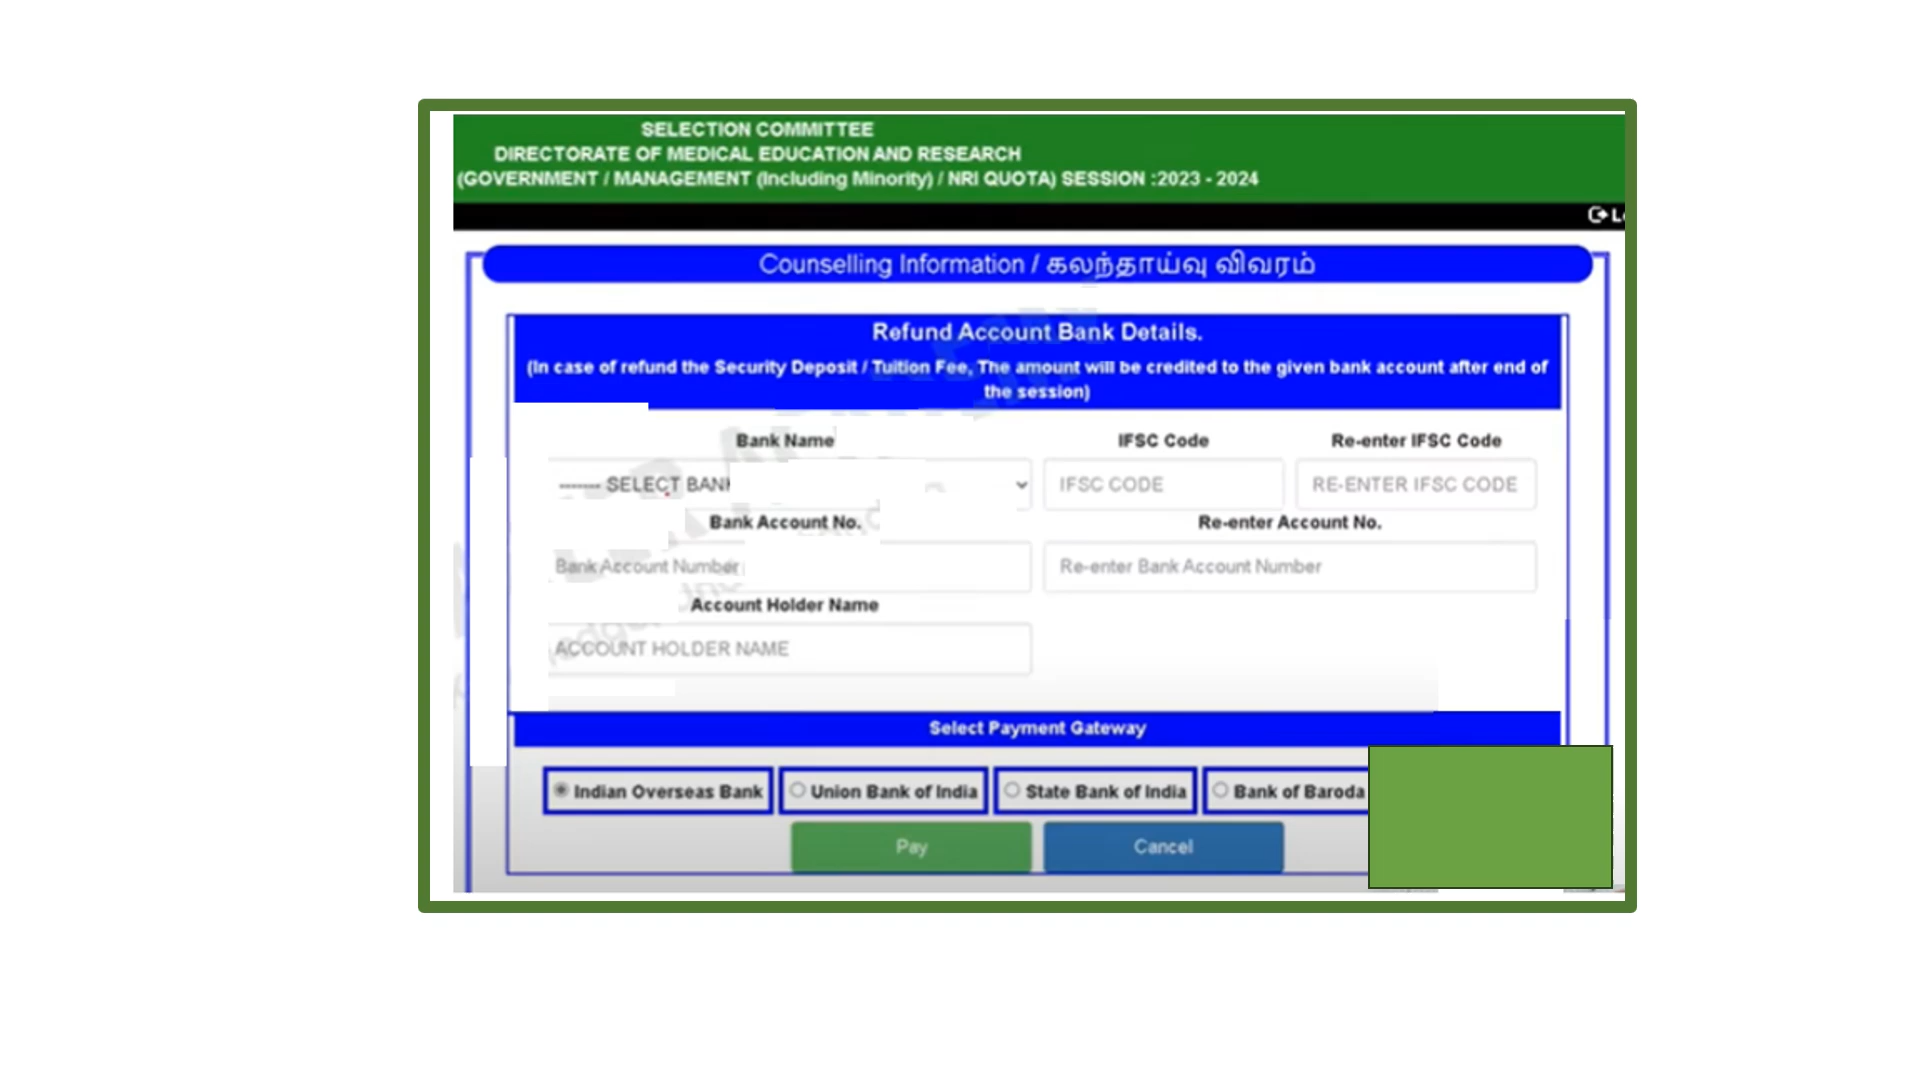 SELECTION COMMITTEE
DIRECTORATE OF MEDICAL EDUCATION AND RESEARCH
(GOVERNMENT / MANAGEMENT (Including Minority) / NRI QUOTA) SESSION :2023 - 2024
Counselling Information / கலந்தாய்வு விவரம்
Refund Account Bank Details.
(In case of refund the Security Deposit / Tuition Fee, The amount will be credited to the given bank account after end of
the session)
Bank Name IFSC Code Re-enter IFSC Code
------- SELECT BANK IFSC CODE RE-ENTER IFSC CODE
Bank Account No. Re-enter Account No.
Bank Account Number Re-enter Bank Account Number
Account Holder Name
ACCOUNT HOLDER NAME
Select Payment Gateway
Indian Overseas Bank Union Bank of India State Bank of India Bank of Baroda
Pay Cancel